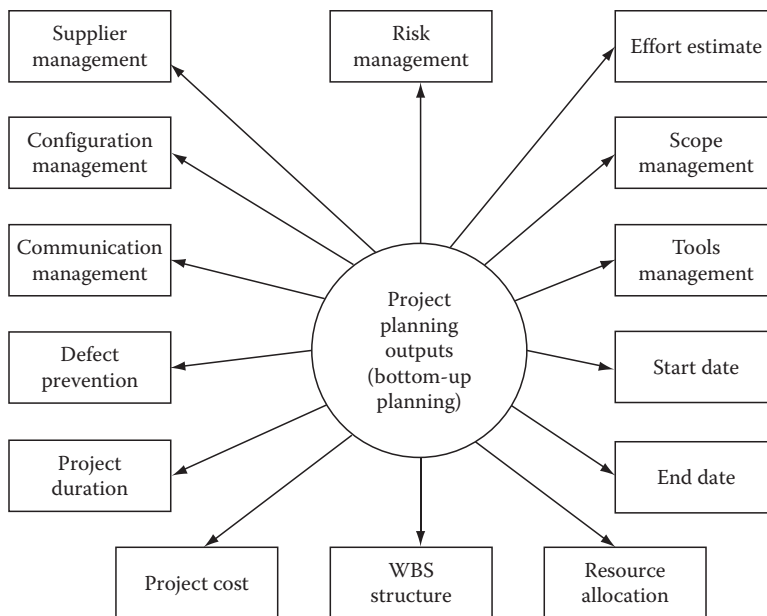 Supplier
management
Risk
management
Effort estimate
Configuration
management
Scope
management
Communication
management
Tools
management
Project
planning
outputs
(bottom-up
planning)
Defect
prevention
Start date
Project
duration
End date
Project cost
WBS
structure
Resource
allocation